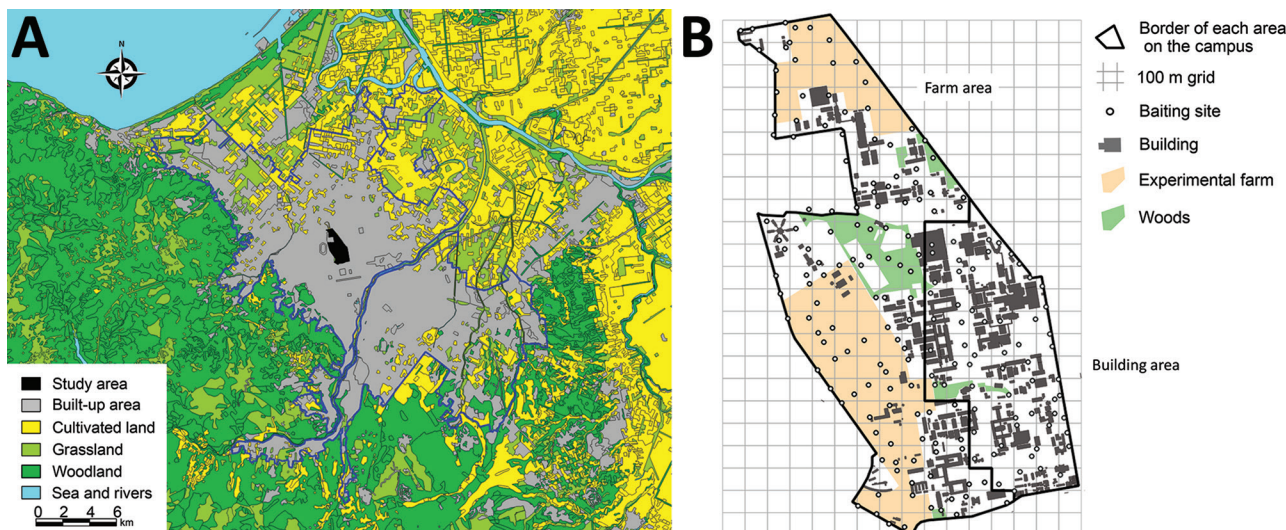 A
N
Study area
Built-up area
Cultivated land
Grassland
Woodland
Sea and rivers
0 2 4 6
km
B
Farm area
Building area
Border of each area
on the campus
100 m grid
Baiting site
Building
Experimental farm
Woods